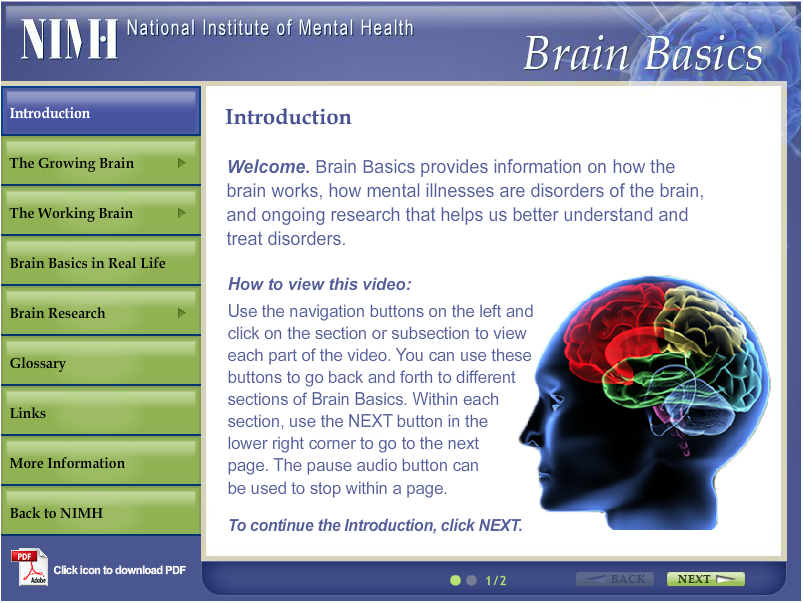 NIMH National Institute of Mental Health
Brain Basics
Introduction
The Growing Brain
The Working Brain
Brain Basics in Real Life
Brain Research
Glossary
Links
More Information
Back to NIMH
PDF
Adobe
Click icon to download PDF
Introduction
Welcome. Brain Basics provides information on how the
brain works, how mental illnesses are disorders of the brain,
and ongoing research that helps us better understand and
treat disorders.
How to view this video:
Use the navigation buttons on the left and
click on the section or subsection to view
each part of the video. You can use these
buttons to go back and forth to different
sections of Brain Basics. Within each
section, use the NEXT button in the
lower right corner to go to the next
page. The pause audio button can
be used to stop within a page.
To continue the Introduction, click NEXT.
1/2
BACK
NEXT